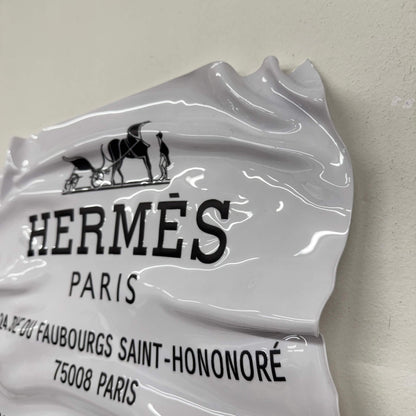 HERMÈS
PARIS
DU FAUBOURGS SAINT-HONONORÉ
75008 PARIS